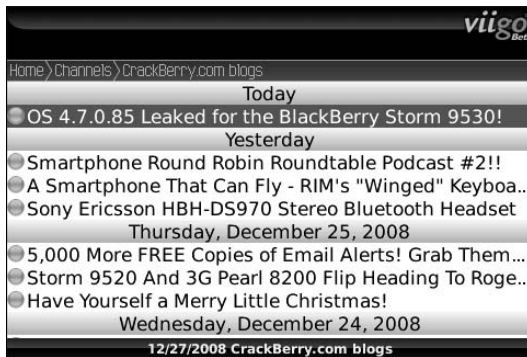 viigo
Beta
Home〉Channels〉CrackBerry.com blogs
Today
OS 4.7.0.85 Leaked for the BlackBerry Storm 9530!
Yesterday
Smartphone Round Robin Roundtable Podcast #2!!
A Smartphone That Can Fly - RIM's "Winged" Keyboa...
Sony Ericsson HBH-DS970 Stereo Bluetooth Headset
Thursday, December 25, 2008
5,000 More FREE Copies of Email Alerts! Grab Them...
Storm 9520 And 3G Pearl 8200 Flip Heading To Roge...
Have Yourself a Merry Little Christmas!
Wednesday, December 24, 2008
12/27/2008 CrackBerry.com blogs